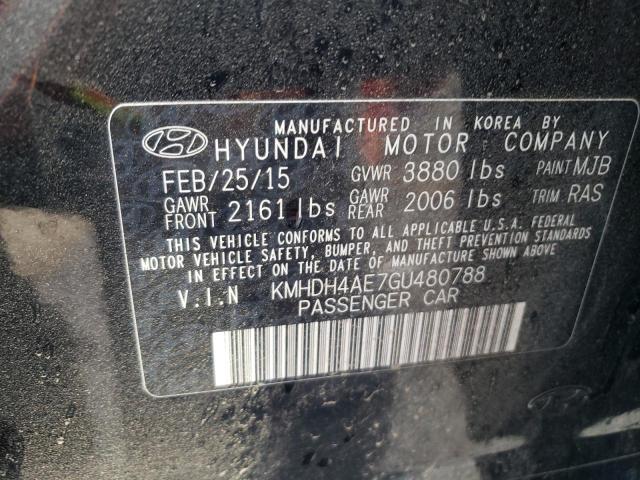 MANUFACTURED IN KOREA BY
HYUNDAI MOTOR COMPANY
FEB/25/15 GVWR 3880 lbs PAINT MJB
GAWR FRONT 2161 lbs GAWR REAR 2006 lbs TRIM RAS
THIS VEHICLE CONFORMS TO ALL APPLICABLE U.S.A. FEDERAL
MOTOR VEHICLE SAFETY, BUMPER, AND THEFT PREVENTION STANDARDS
IN EFFECT ON THE DATE OF MANUFACTURE SHOWN ABOVE
V.I.N KMHDH4AE7GU480788
PASSENGER CAR